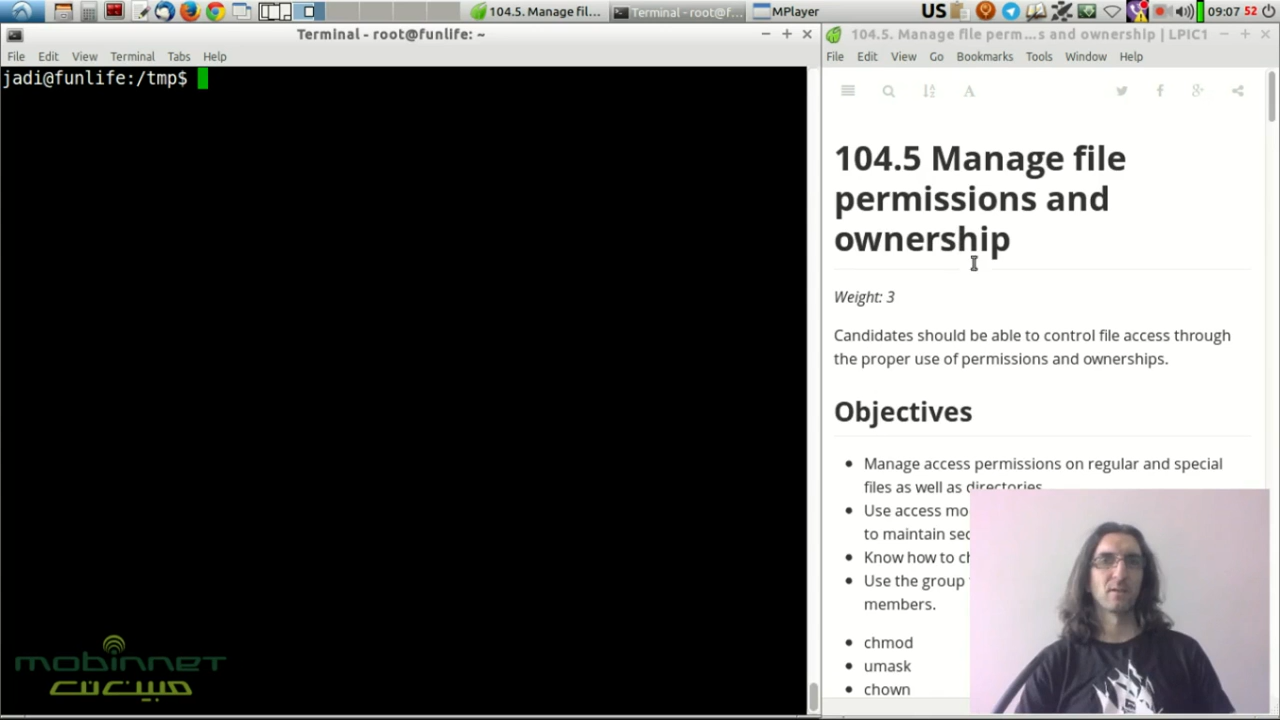 104.5. Manage fil...
Terminal - root@f...
MPlayer
US
09:07 52
Terminal - root@funlife: ~
File Edit View Terminal Tabs Help
jadi@funlife:/tmp$
mobinnet
مبین‌نت
104.5. Manage file perm...s and ownership | LPIC1
File Edit View Go Bookmarks Tools Window Help
A
104.5 Manage file
permissions and
ownership
Weight: 3
Candidates should be able to control file access through
the proper use of permissions and ownerships.
Objectives
Manage access permissions on regular and special
files as well as directories.
Use access mo
to maintain sec
Know how to ch
Use the group
members.
chmod
umask
chown